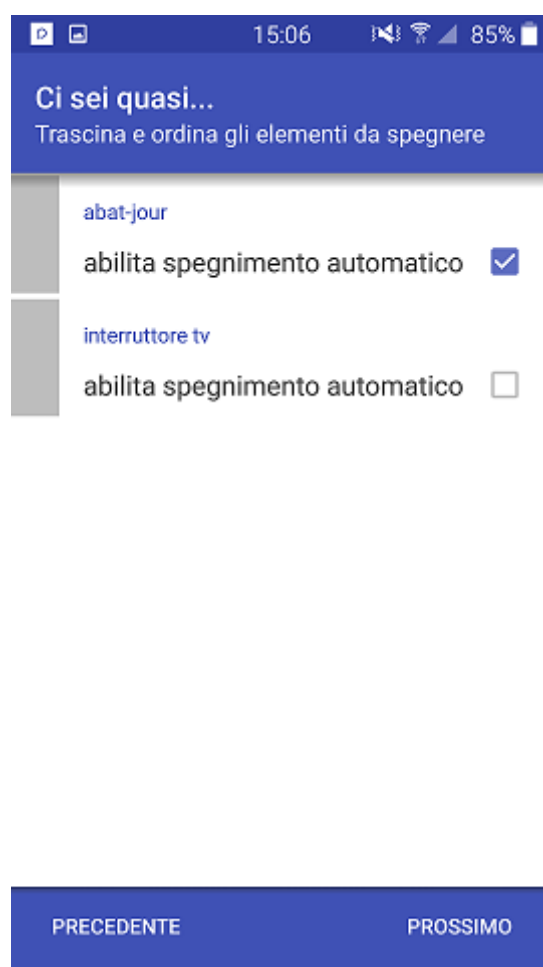 15:06 85%
Ci sei quasi...
Trascina e ordina gli elementi da spegnere
abat-jour
abilita spegnimento automatico
interruttore tv
abilita spegnimento automatico
PRECEDENTE PROSSIMO